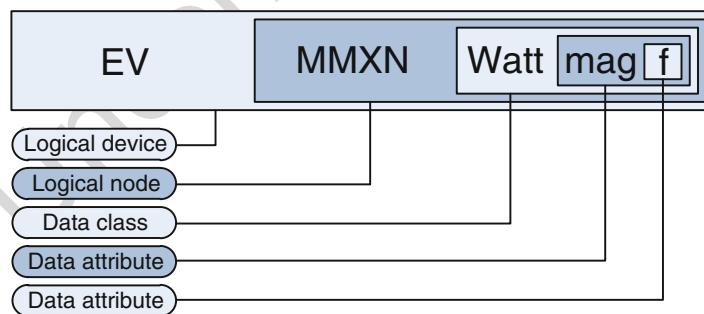 EV MMXN Watt mag f
Logical device
Logical node
Data class
Data attribute
Data attribute